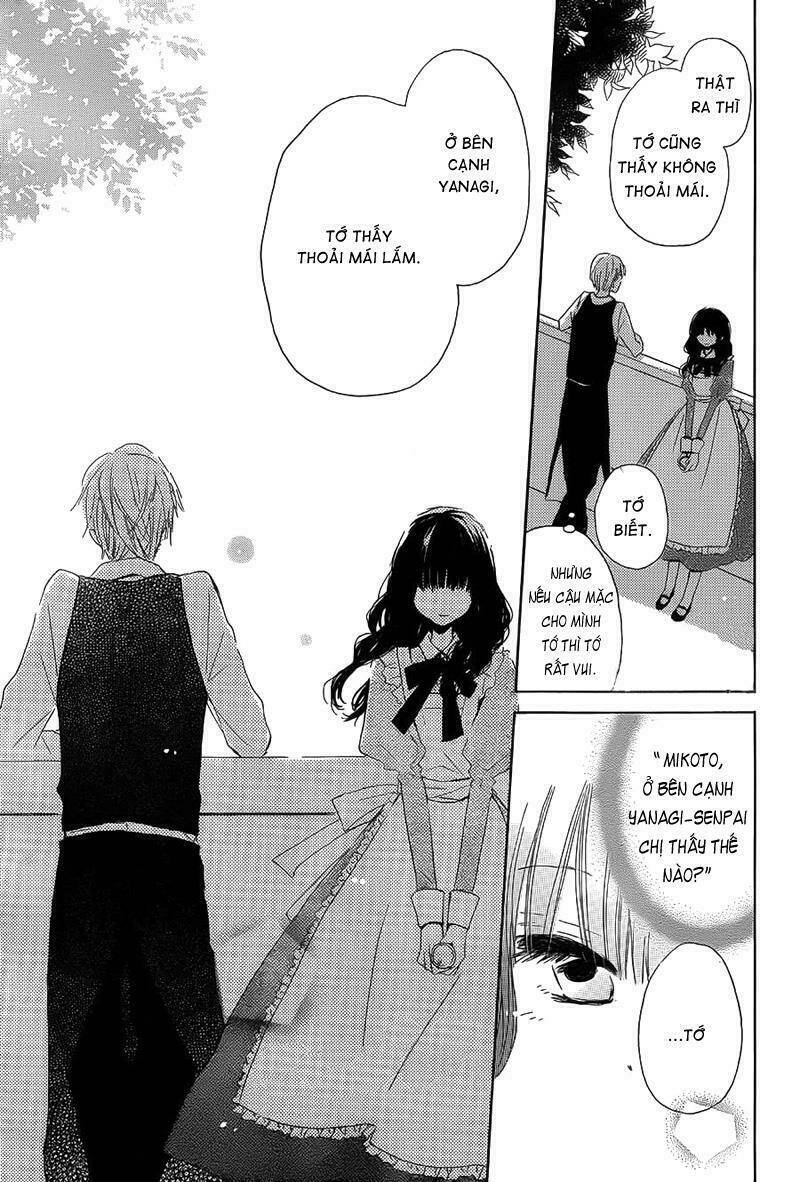 THẬT
RA THÌ
TỚ CŨNG
THẤY KHÔNG
THOẢI MÁI.
TỚ
BIẾT.
NHƯNG
NẾU CẬU MẶC
CHO MÌNH
TỚ THÌ TỚ
RẤT VUI.
"MIKOTO,
Ở BÊN CẠNH
YANAGI-SENPAI
CHỊ THẤY THẾ
NÀO?"
...TỚ
Ở BÊN
CẠNH
YANAGI,
TỚ THẤY
THOẢI MÁI LẮM.